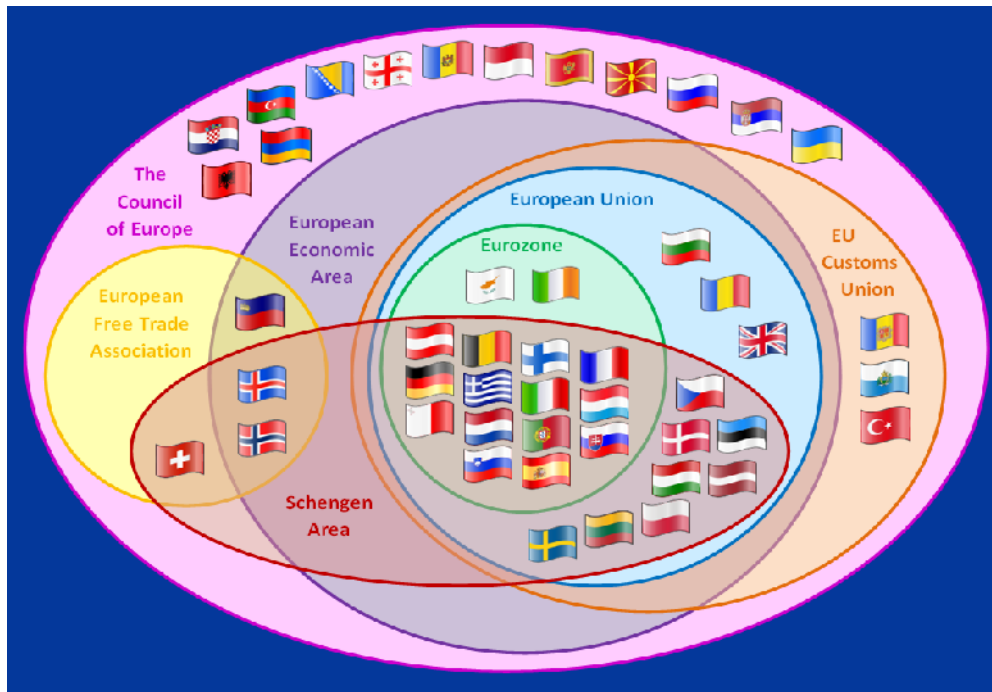 The
Council
of Europe
European
Economic
Area
European Union
Eurozone
EU
Customs
Union
European
Free Trade
Association
Schengen
Area